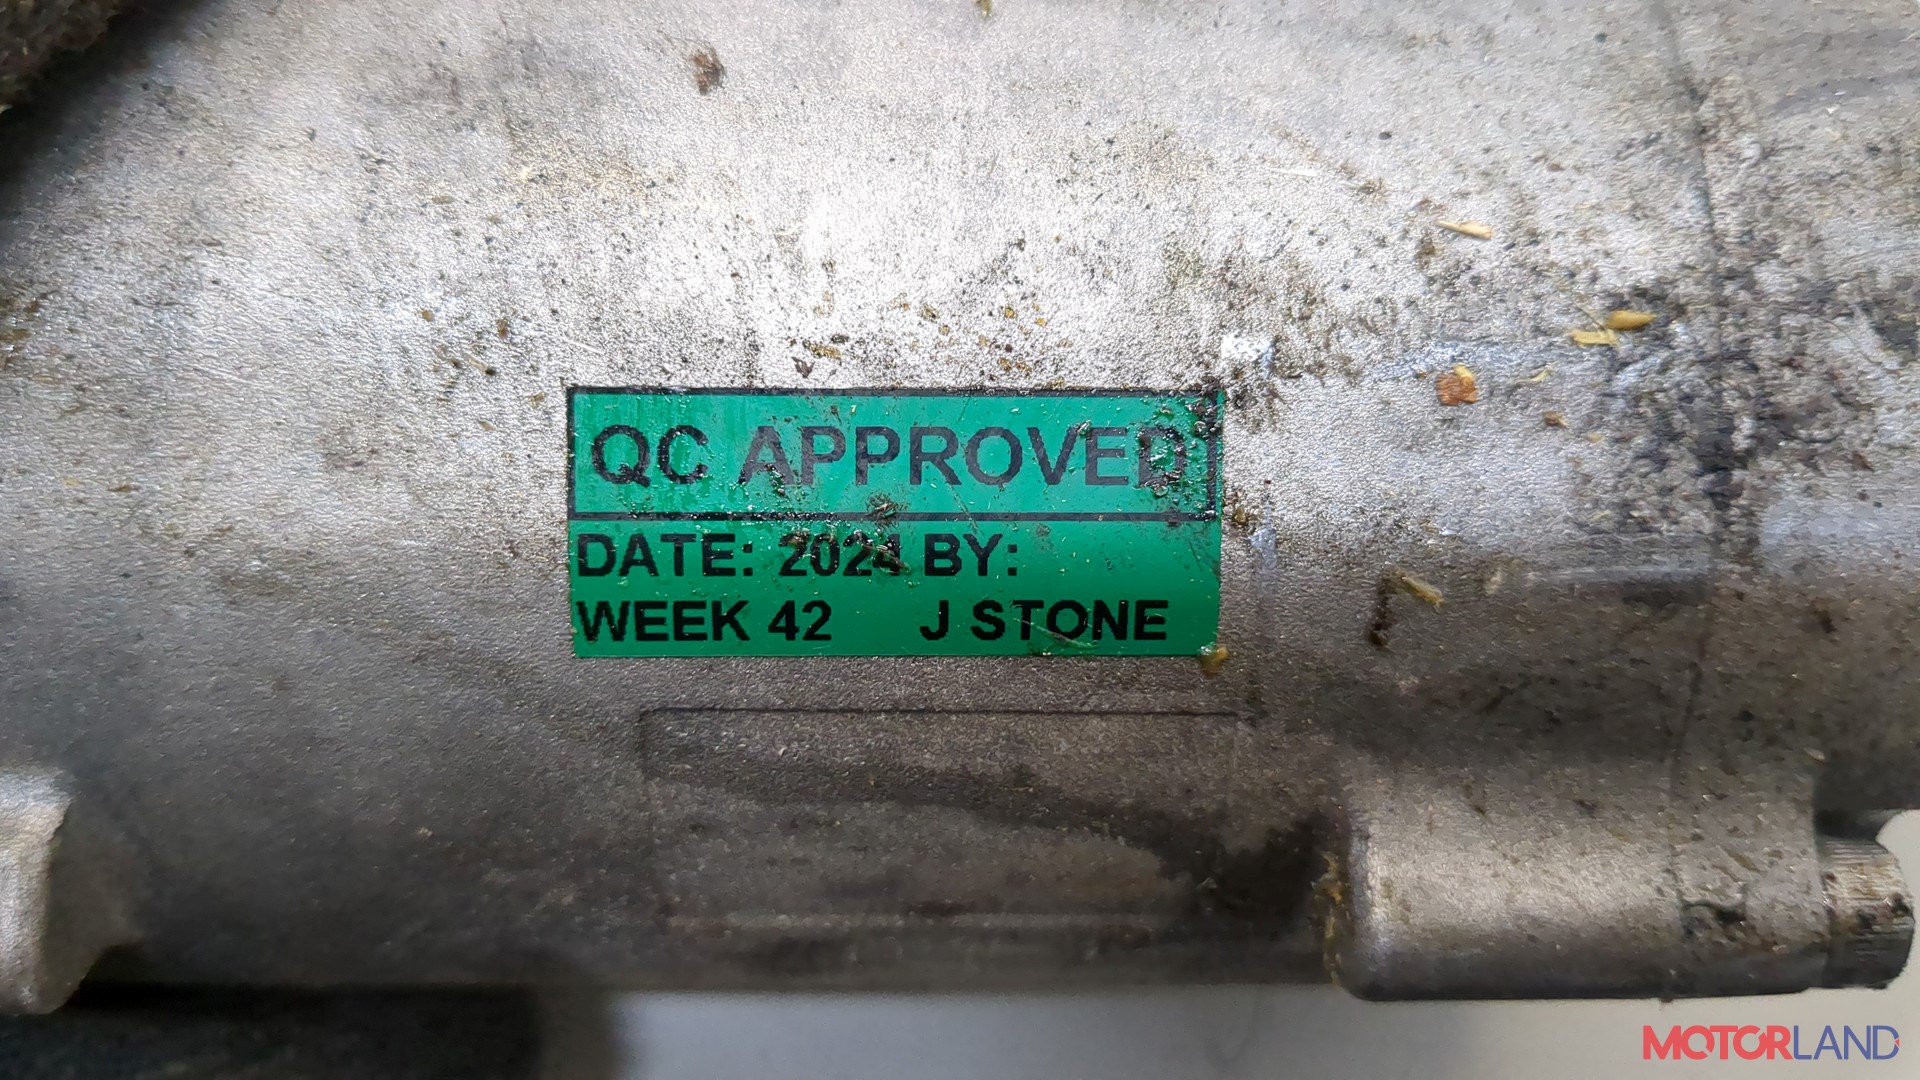 QC APPROVED
DATE: 2024 BY:
WEEK 42 J STONE
MOTORLAND